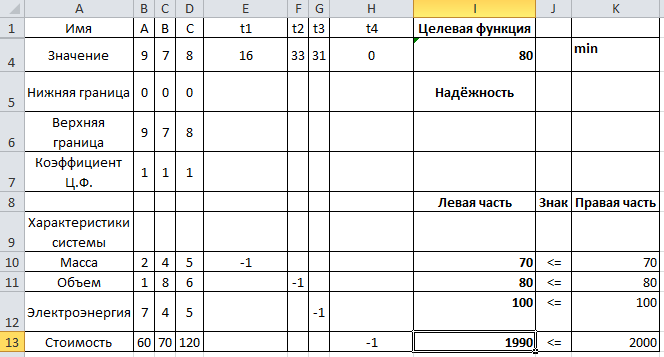 A B C D E F G H I J K
1 Имя A B C t1 t2 t3 t4 Целевая функция
4 Значение 9 7 8 16 33 31 0 80 min
5 Нижняя граница 0 0 0 Надёжность
6 Верхняя
граница 9 7 8
7 Коэффициент
Ц.Ф. 1 1 1
8 Левая часть Знак Правая часть
9 Характеристики
системы
10 Масса 2 4 5 -1 70 <= 70
11 Объем 1 8 6 -1 80 <= 80
12 Электроэнергия 7 4 5 -1 100 <= 100
13 Стоимость 60 70 120 -1 1990 <= 2000